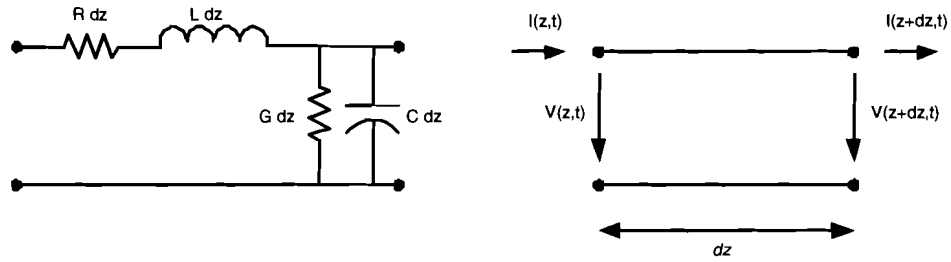 R dz
L dz
G dz
C dz
I(z,t)
I(z+dz,t)
V(z,t)
V(z+dz,t)
dz